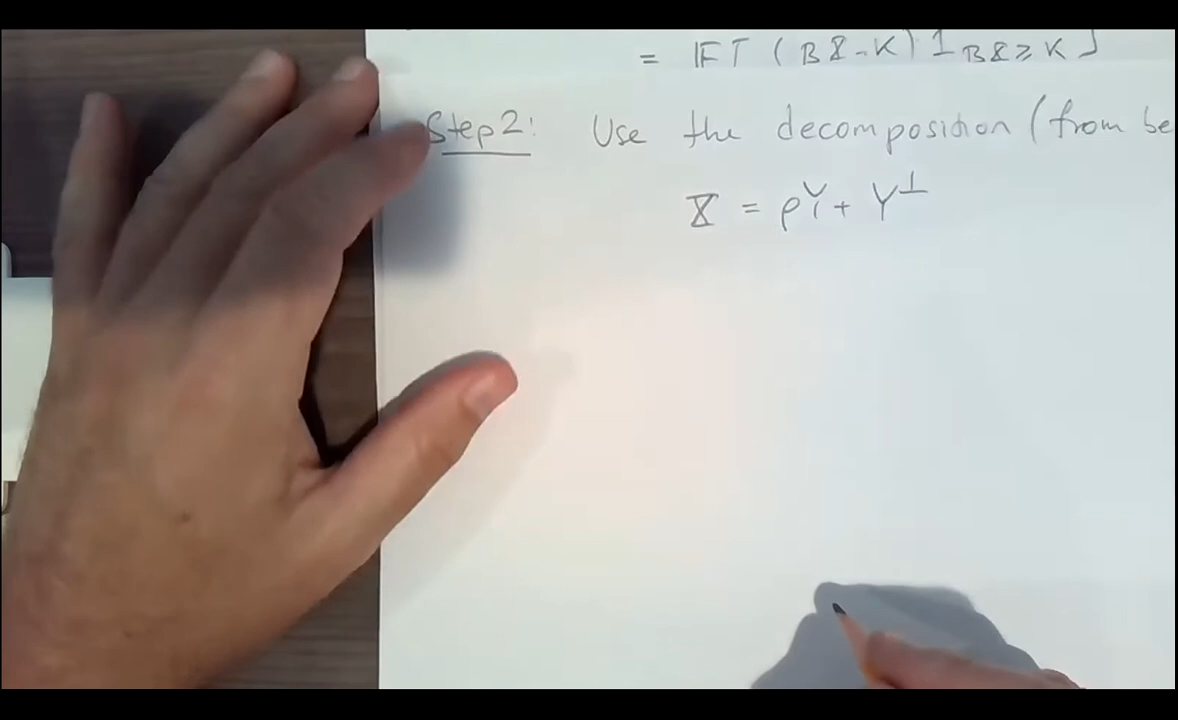 = 𝔼^T ( B𝕏 - K ) 1_{B𝕏 ≥ K} ]
Step 2: Use the decomposition (from be
𝕏 = ρY + Y^⊥